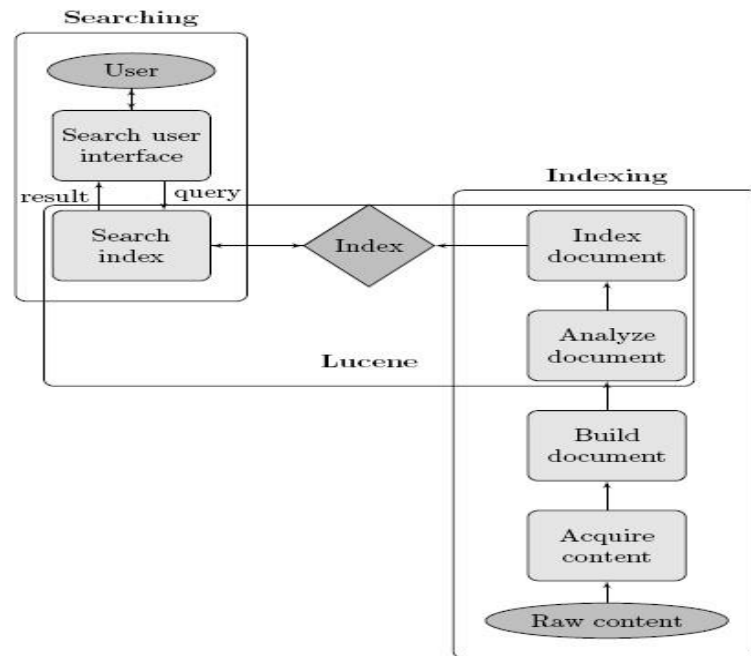 Searching
User
Search user
interface
result
query
Search
index
Index
Indexing
Index
document
Analyze
document
Lucene
Build
document
Acquire
content
Raw content